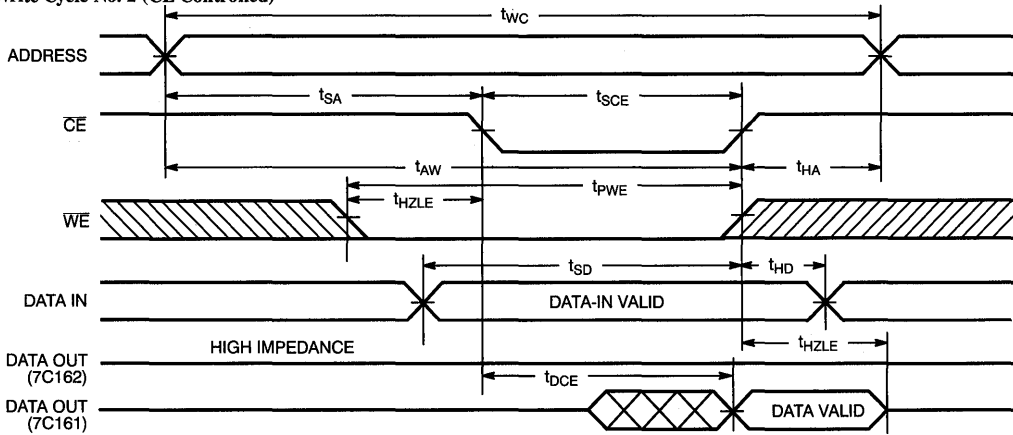 Write Cycle No. 2 (CE Controlled)
tWC
ADDRESS
tSA
tSCE
CE
tAW
tHA
tPWE
tHZLE
WE
tSD
tHD
DATA IN
DATA-IN VALID
tHZLE
HIGH IMPEDANCE
DATA OUT
(7C162)
tDCE
DATA OUT
(7C161)
DATA VALID